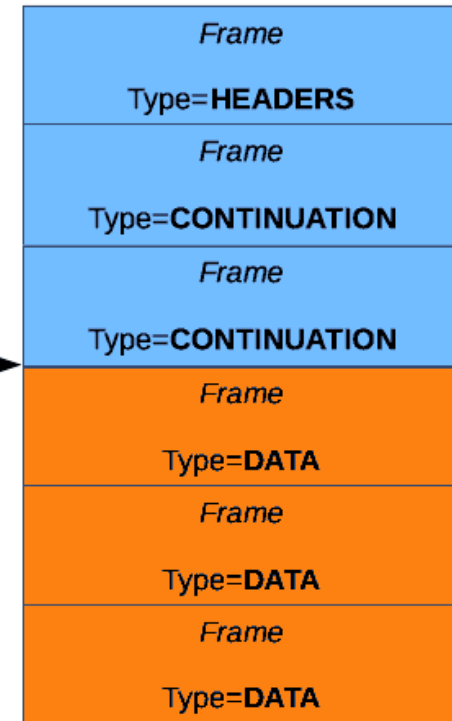 Frame
Type=HEADERS
Frame
Type=CONTINUATION
Frame
Type=CONTINUATION
Frame
Type=DATA
Frame
Type=DATA
Frame
Type=DATA